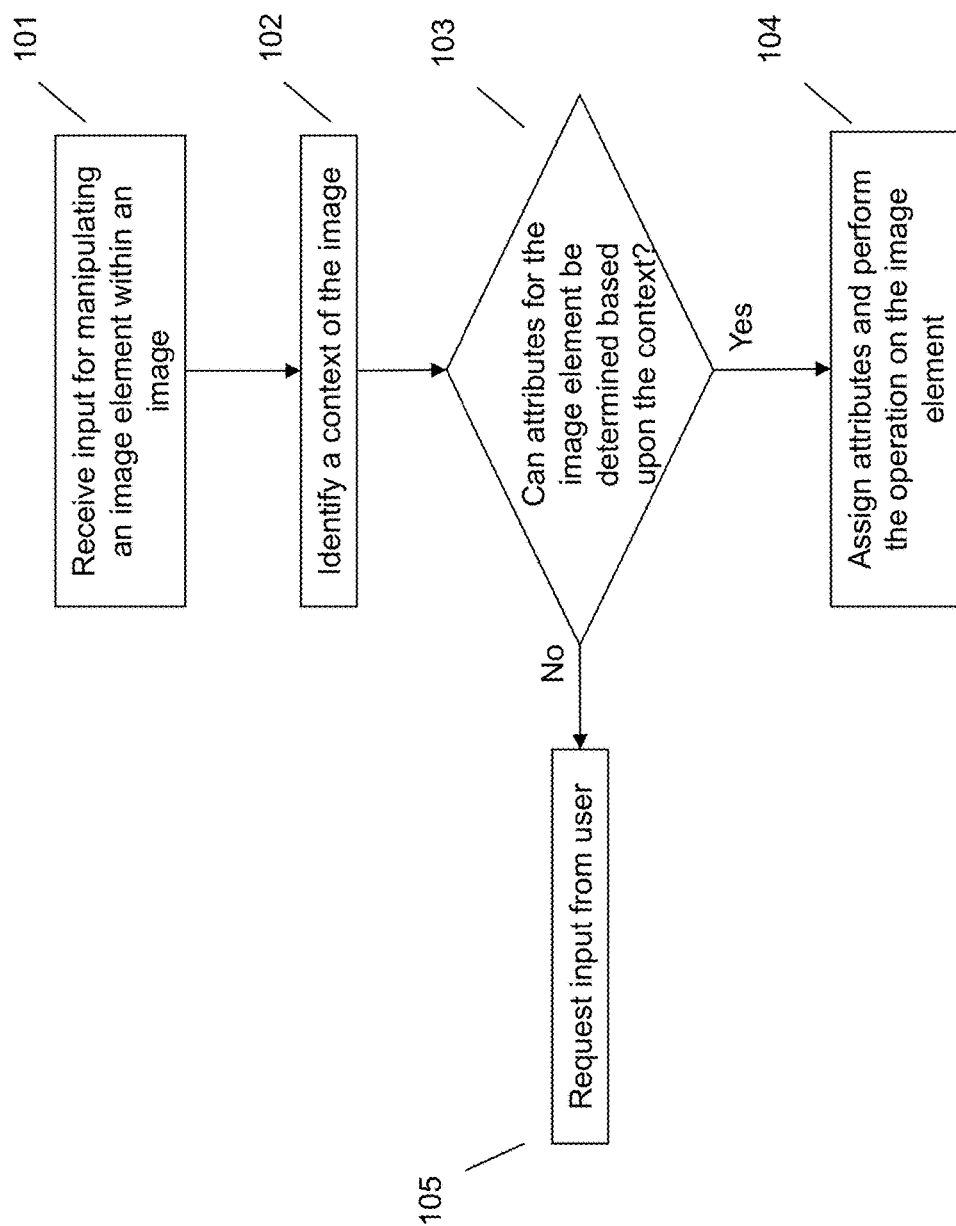 101
Receive input for manipulating
an image element within an
image
102
Identify a context of the image
103
Can attributes for the
image element be
determined based
upon the context?
No
Yes
104
Assign attributes and perform
the operation on the image
element
105
Request input from user